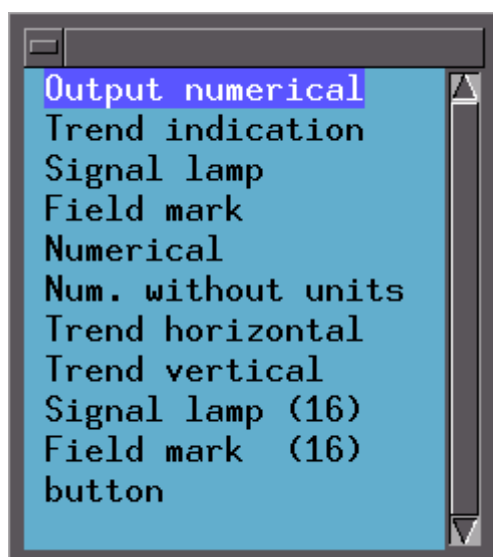 Output numerical
Trend indication
Signal lamp
Field mark
Numerical
Num. without units
Trend horizontal
Trend vertical
Signal lamp (16)
Field mark  (16)
button